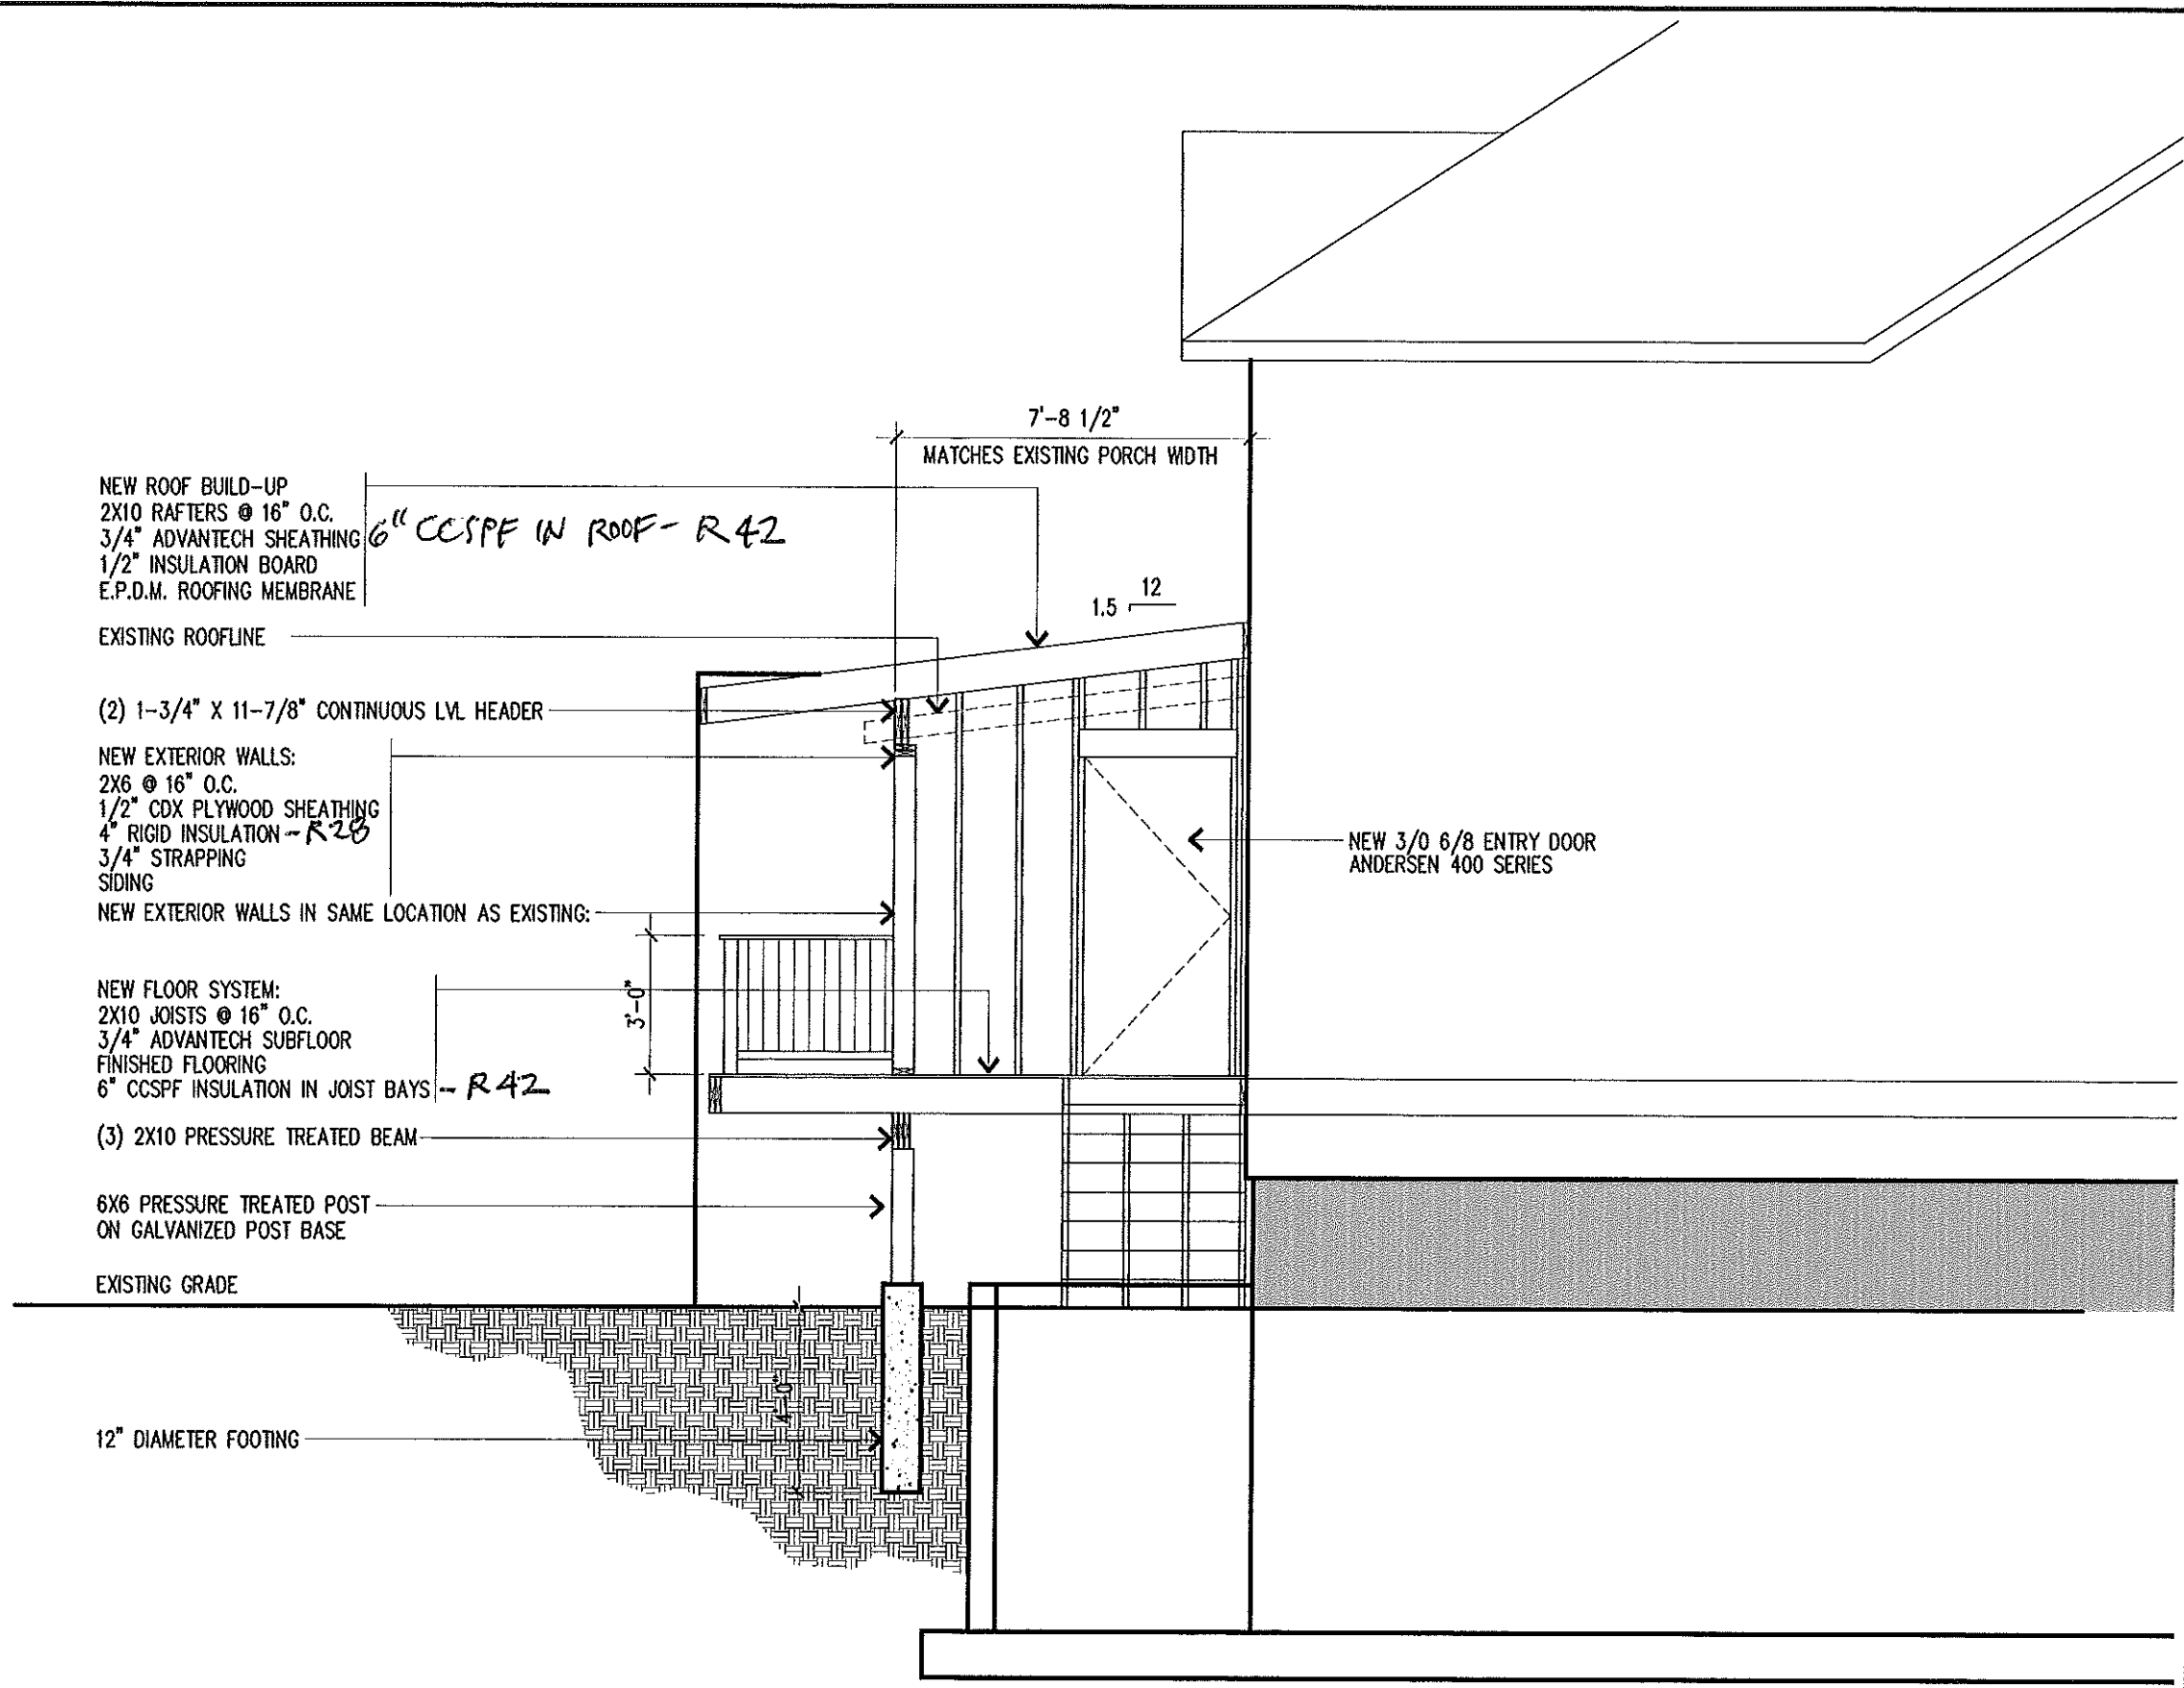 7'-8 1/2"
MATCHES EXISTING PORCH WIDTH
NEW ROOF BUILD-UP
2X10 RAFTERS @ 16" O.C.
3/4" ADVANTECH SHEATHING
1/2" INSULATION BOARD
E.P.D.M. ROOFING MEMBRANE
6" CCSPF IN ROOF - R 42
12
1.5
EXISTING ROOFLINE
(2) 1-3/4" X 11-7/8" CONTINUOUS LVL HEADER
NEW EXTERIOR WALLS:
2X6 @ 16" O.C.
1/2" CDX PLYWOOD SHEATHING
4" RIGID INSULATION - R28
3/4" STRAPPING
SIDING
NEW EXTERIOR WALLS IN SAME LOCATION AS EXISTING:
NEW 3/0 6/8 ENTRY DOOR
ANDERSEN 400 SERIES
3'-0"
NEW FLOOR SYSTEM:
2X10 JOISTS @ 16" O.C.
3/4" ADVANTECH SUBFLOOR
FINISHED FLOORING
6" CCSPF INSULATION IN JOIST BAYS - R 42
(3) 2X10 PRESSURE TREATED BEAM
6X6 PRESSURE TREATED POST
ON GALVANIZED POST BASE
EXISTING GRADE
4'-0"
12" DIAMETER FOOTING